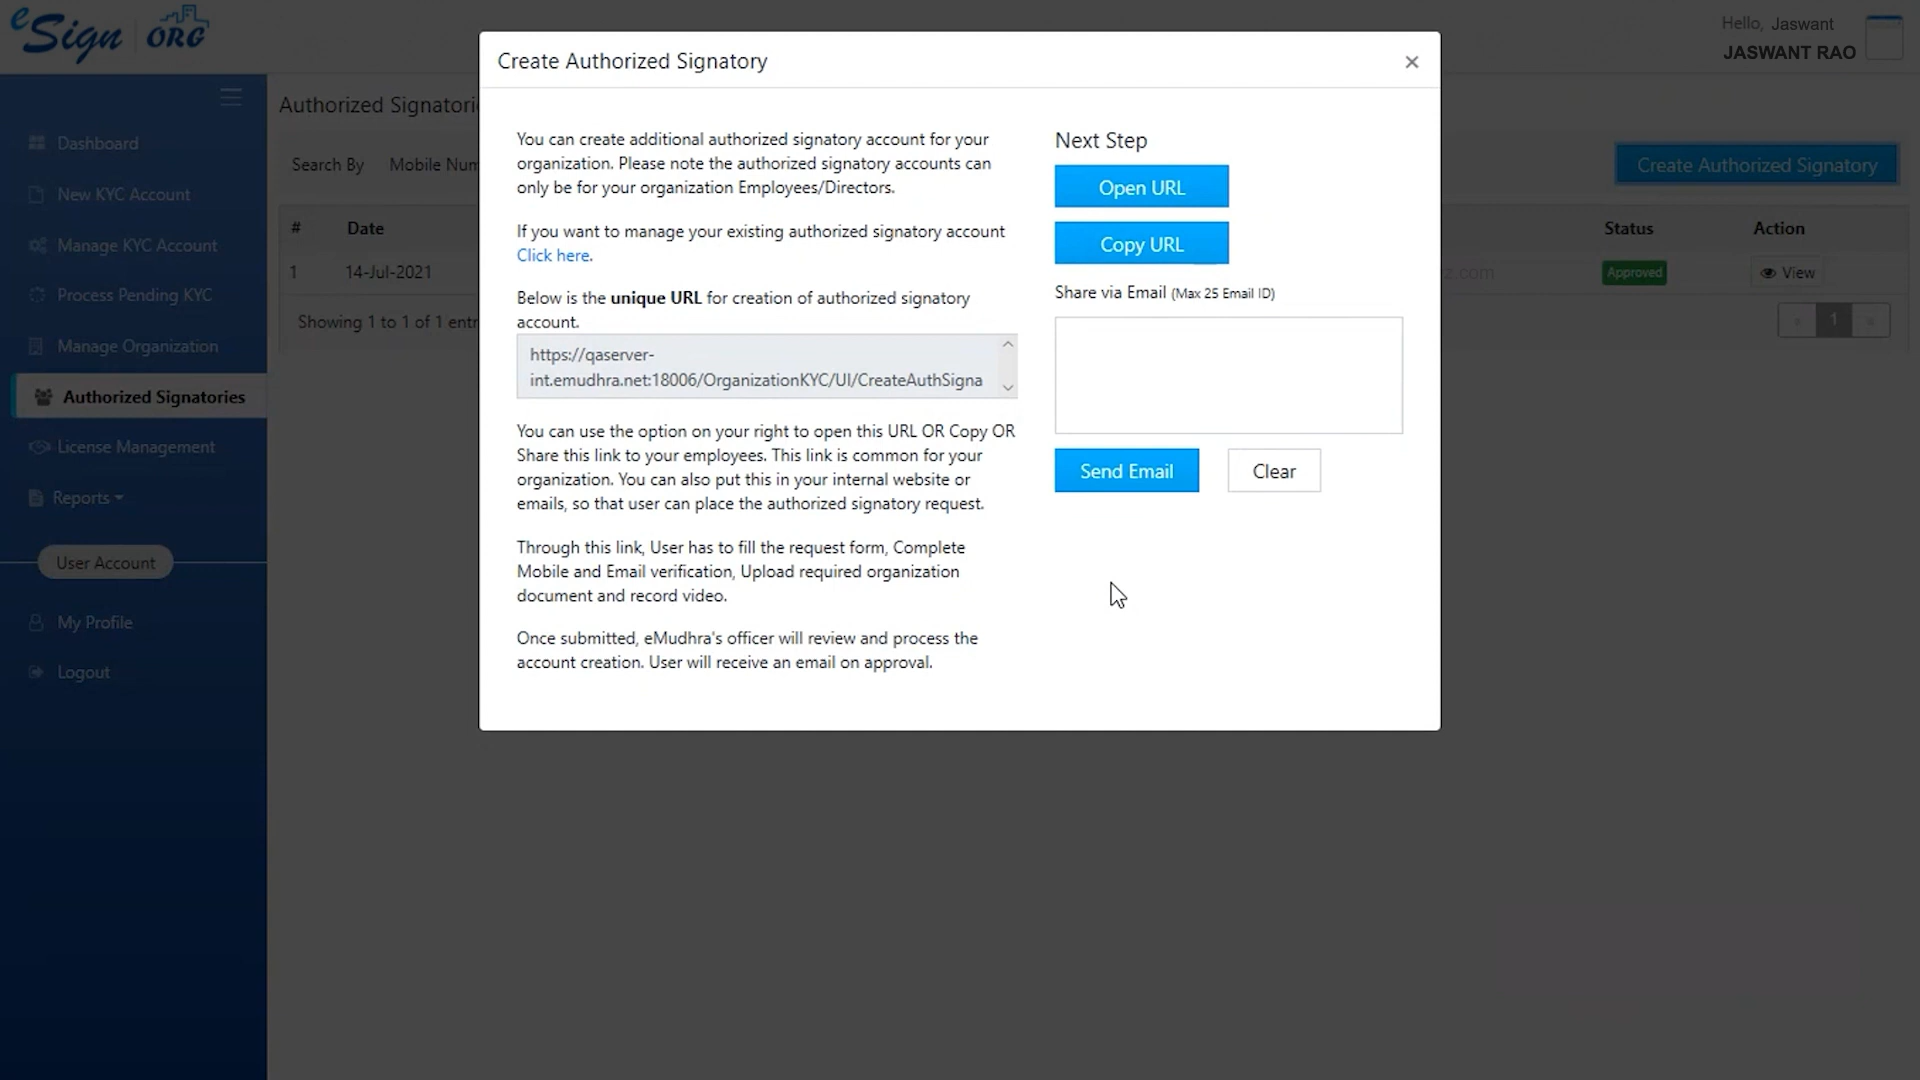 eSign ORG
Hello, Jaswant
JASWANT RAO
Dashboard
New KYC Account
Manage KYC Account
Process Pending KYC
Manage Organization
Authorized Signatories
License Management
Reports
User Account
My Profile
Logout
Authorized Signatori
Search By Mobile Num
Create Authorized Signatory
# Date Status Action
1 14-Jul-2021 z.com Approved View
Showing 1 to 1 of 1 entr
« 1 »
Create Authorized Signatory ×
You can create additional authorized signatory account for your
organization. Please note the authorized signatory accounts can
only be for your organization Employees/Directors.
If you want to manage your existing authorized signatory account
Click here.
Below is the unique URL for creation of authorized signatory
account.
https://qaserver-
int.emudhra.net:18006/OrganizationKYC/UI/CreateAuthSigna
You can use the option on your right to open this URL OR Copy OR
Share this link to your employees. This link is common for your
organization. You can also put this in your internal website or
emails, so that user can place the authorized signatory request.
Through this link, User has to fill the request form, Complete
Mobile and Email verification, Upload required organization
document and record video.
Once submitted, eMudhra's officer will review and process the
account creation. User will receive an email on approval.
Next Step
Open URL
Copy URL
Share via Email (Max 25 Email ID)
Send Email Clear